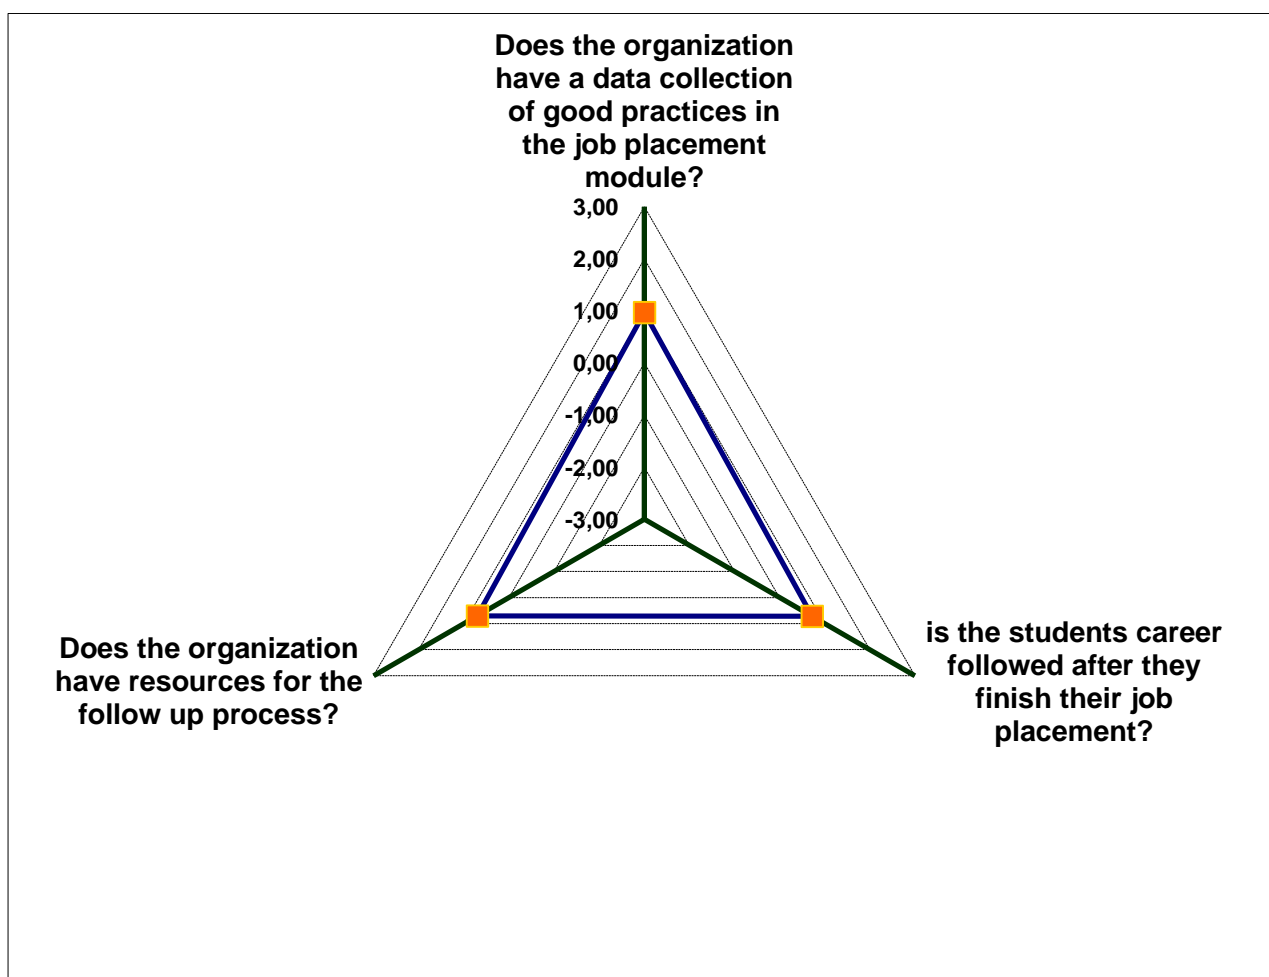 Does the organization
have a data collection
of good practices in
the job placement
module?
3,00
2,00
1,00
0,00
-1,00
-2,00
-3,00
is the students career
followed after they
finish their job
placement?
Does the organization
have resources for the
follow up process?